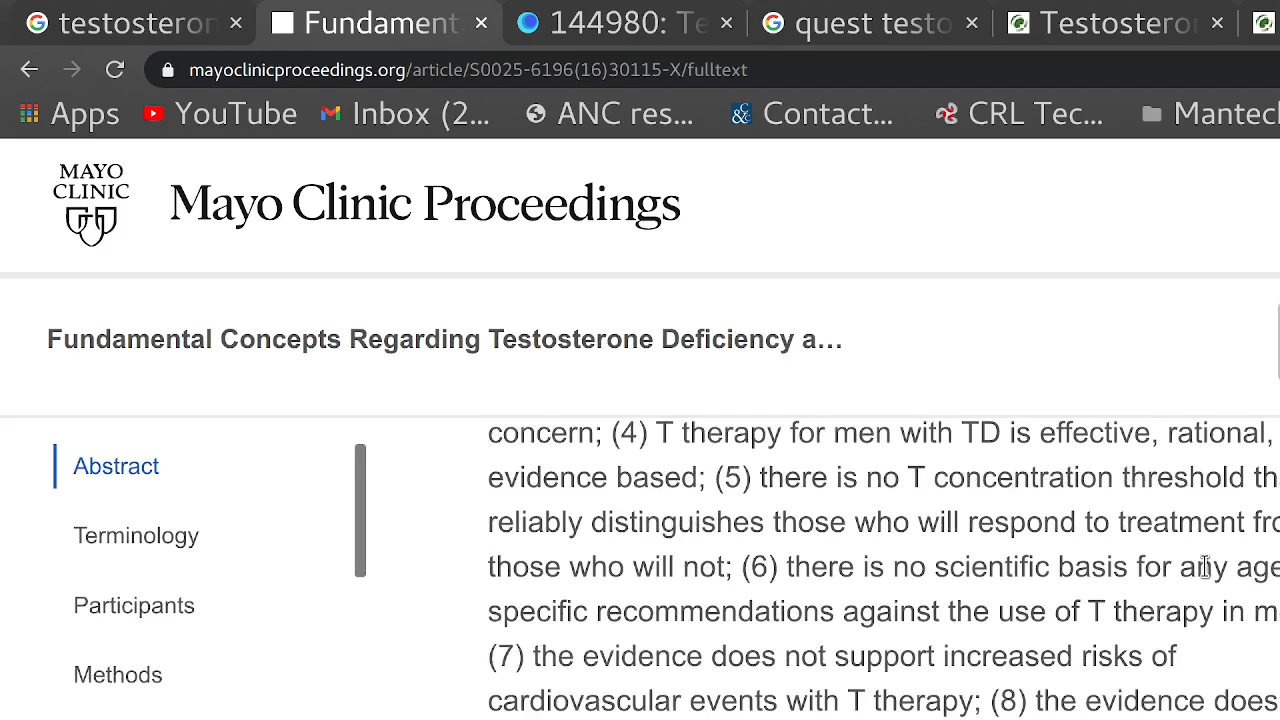 testosteron
Fundament
144980: Te
quest testo
Testosteron
mayoclinicproceedings.org/article/S0025-6196(16)30115-X/fulltext
Apps
YouTube
Inbox (2...
ANC res...
Contact...
CRL Tec...
Mantech
MAYO
CLINIC
Mayo Clinic Proceedings
Fundamental Concepts Regarding Testosterone Deficiency a...
Abstract
Terminology
Participants
Methods
concern; (4) T therapy for men with TD is effective, rational,
evidence based; (5) there is no T concentration threshold th
reliably distinguishes those who will respond to treatment fro
those who will not; (6) there is no scientific basis for any age
specific recommendations against the use of T therapy in m
(7) the evidence does not support increased risks of
cardiovascular events with T therapy; (8) the evidence does